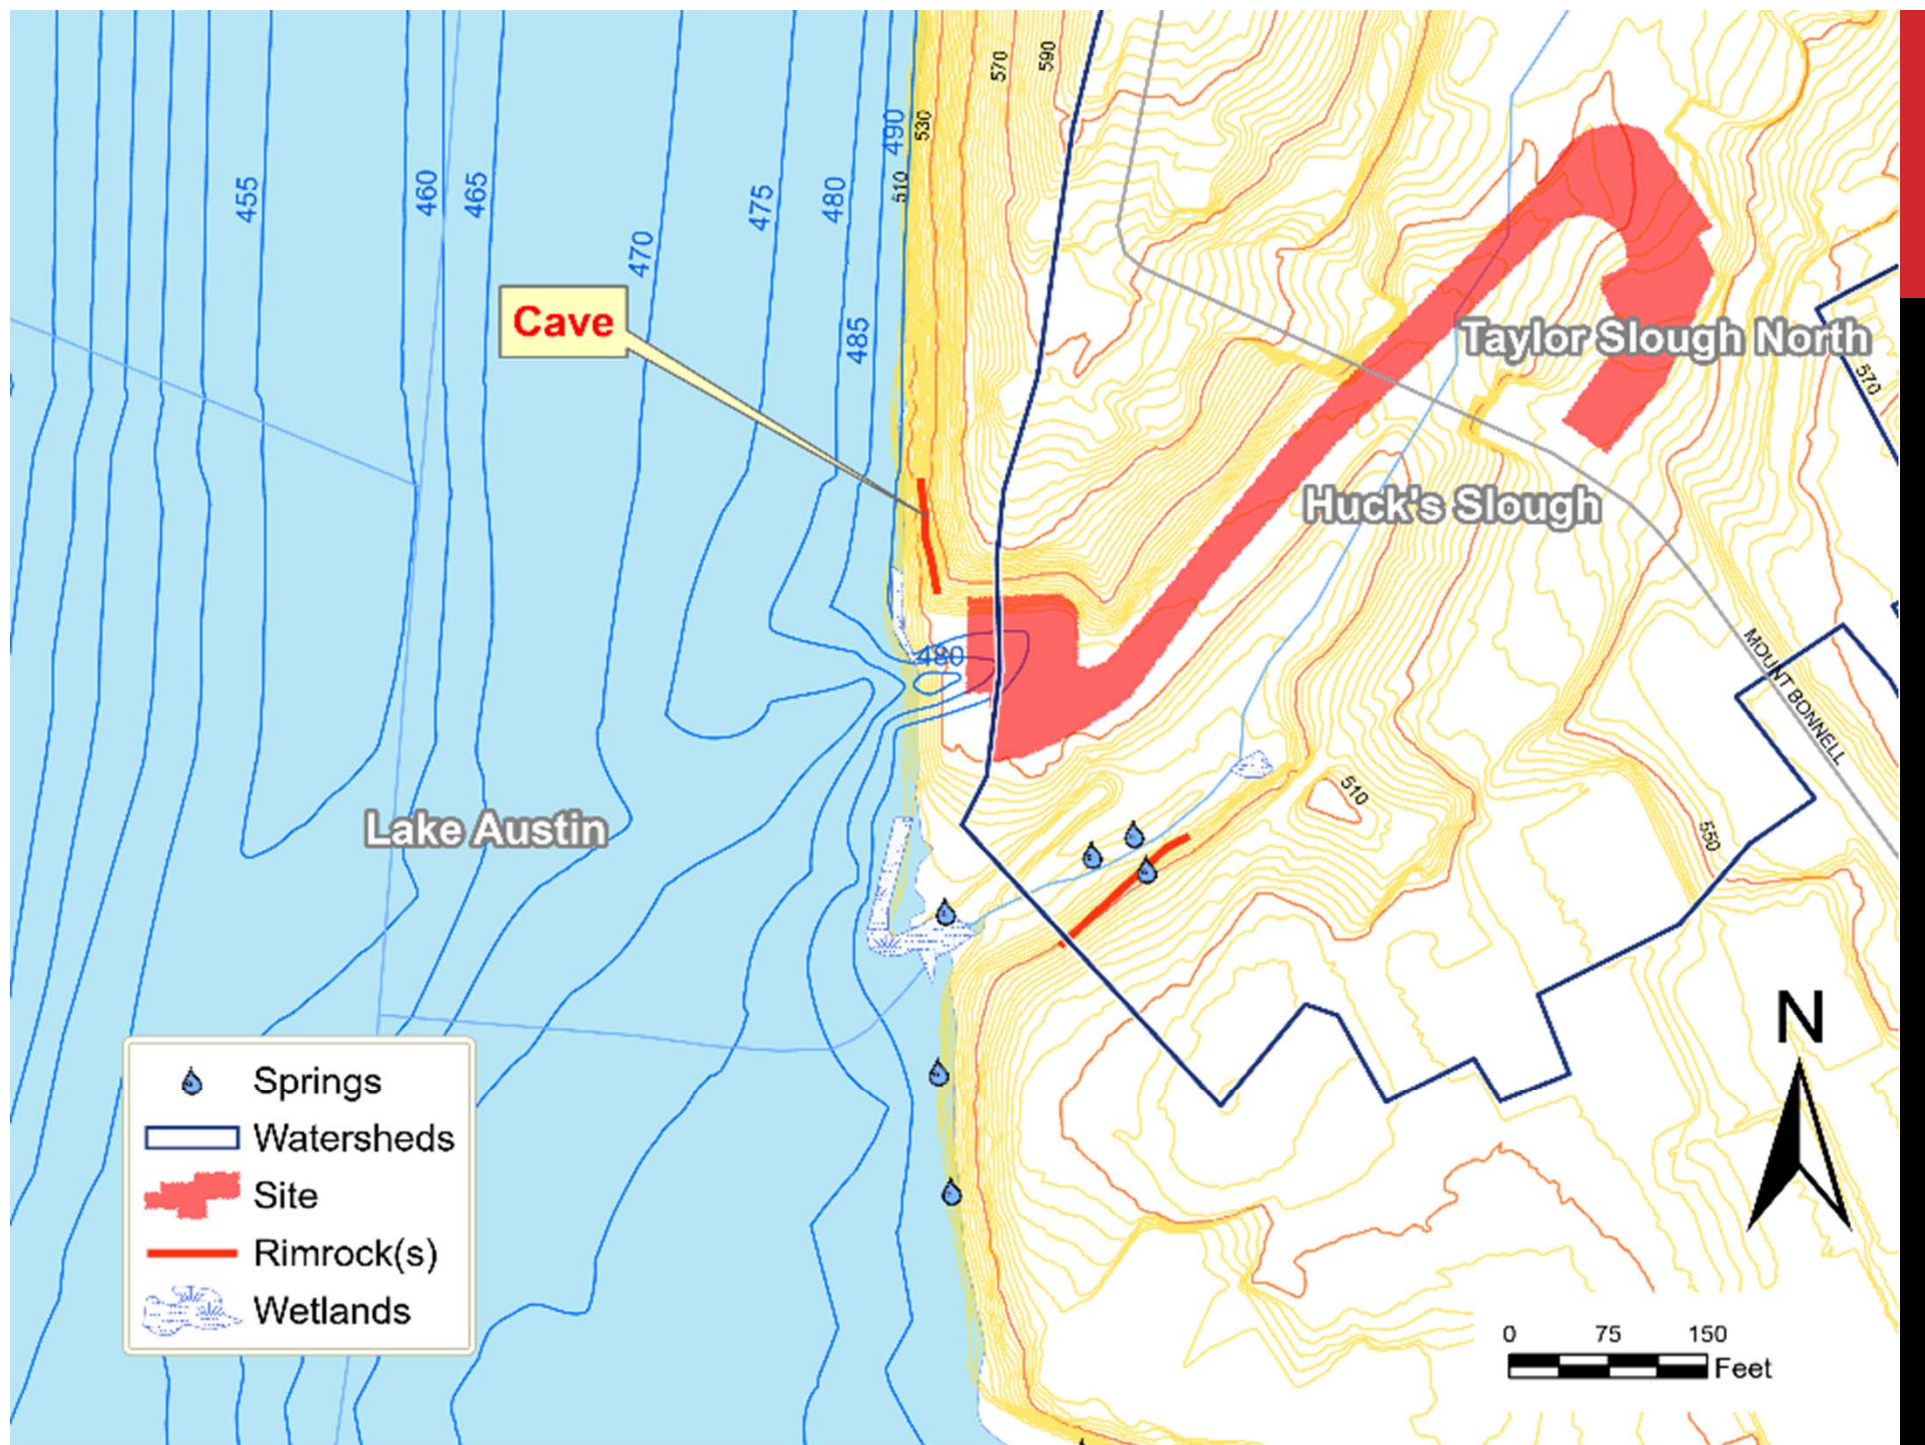 570
590
490
530
510
455
460
465
475
480
470
485
Cave
Taylor Slough North
570
Huck's Slough
480
MOUNT BONNELL
510
550
Lake Austin
N
Springs
Watersheds
Site
Rimrock(s)
Wetlands
0 75 150
Feet